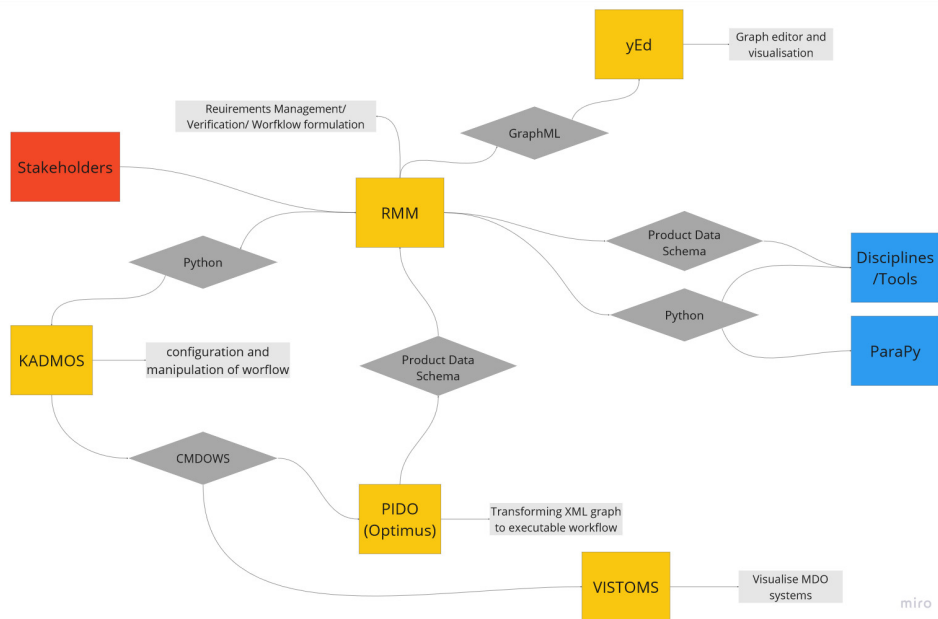 yEd
Graph editor and
visualisation
Reuirements Management/
Verification/ Worfklow formulation
GraphML
Stakeholders
RMM
Product Data
Schema
Python
Disciplines
/Tools
Python
KADMOS
configuration and
manipulation of worflow
Product Data
Schema
ParaPy
CMDOWS
PIDO
(Optimus)
Transforming XML graph
to executable workflow
VISTOMS
Visualise MDO
systems
miro